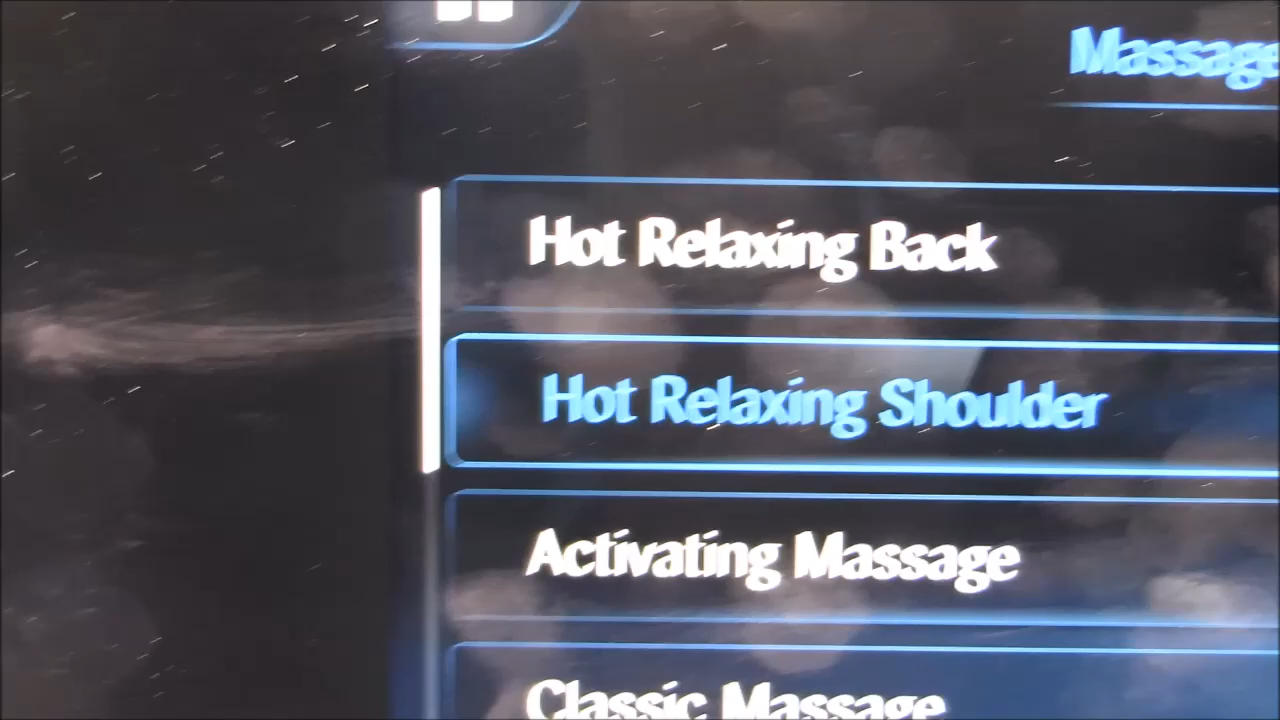 Massage
Hot Relaxing Back
Hot Relaxing Shoulder
Activating Massage
Classic Massage